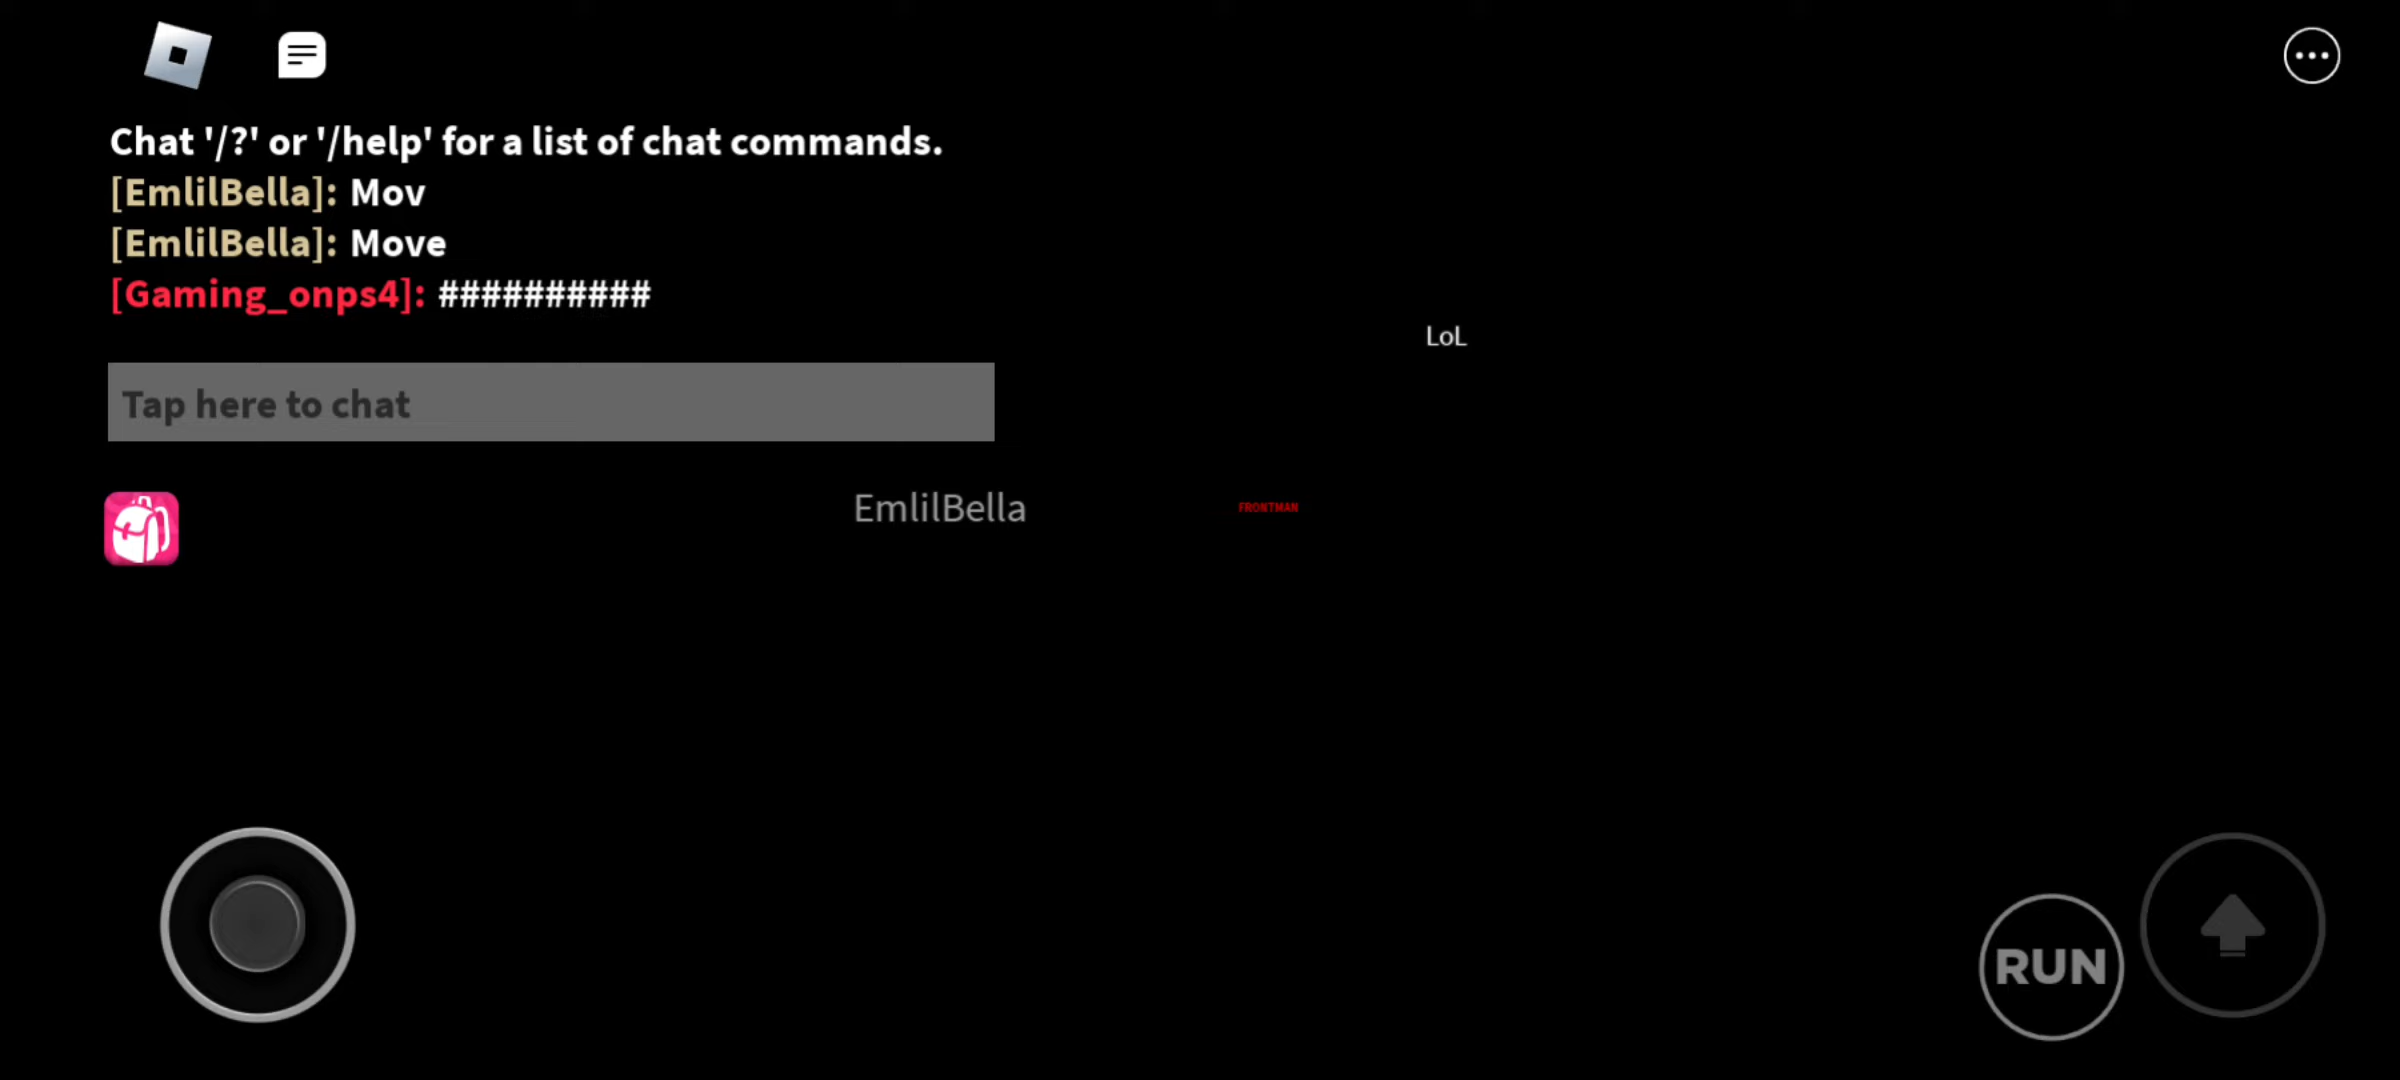 Chat '/?' or '/help' for a list of chat commands.
[EmlilBella]: Mov
[EmlilBella]: Move
[Gaming_onps4]: ##########
LoL
Tap here to chat
EmlilBella
FRONTMAN
RUN